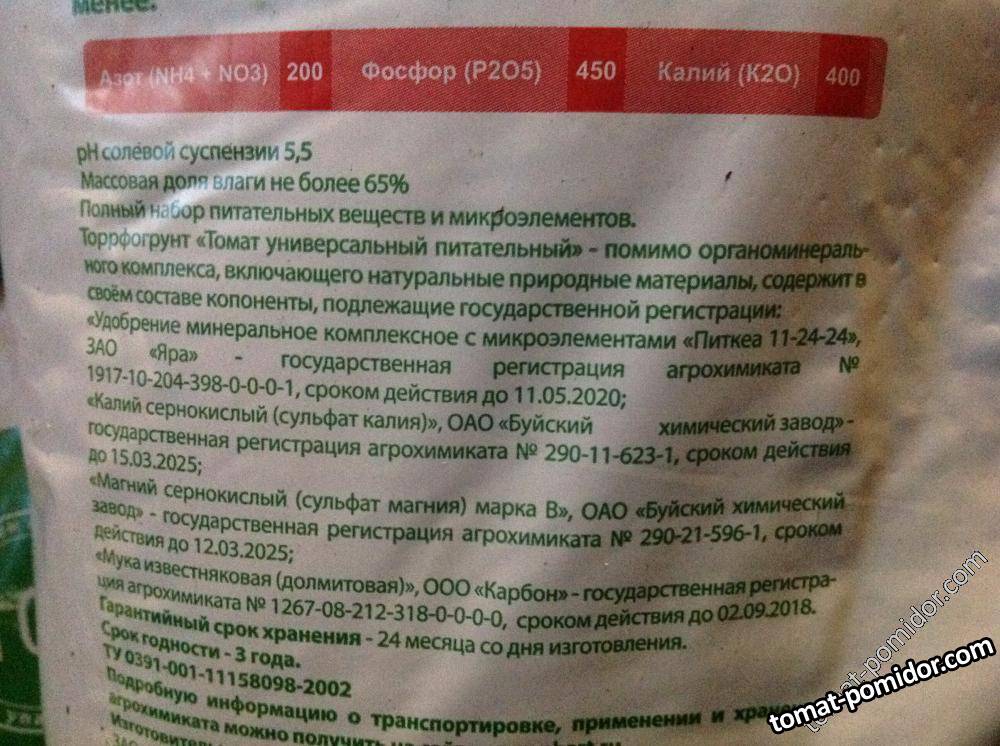 менее.
Азот (NH4 + NO3) 200 Фосфор (P2O5) 450 Калий (K2O) 400
pH солевой суспензии 5,5
Массовая доля влаги не более 65%
Полный набор питательных веществ и микроэлементов.
Торрфогрунт «Томат универсальный питательный» - помимо органоминераль-
ного комплекса, включающего натуральные природные материалы, содержит в
своём составе копоненты, подлежащие государственной регистрации:
«Удобрение минеральное комплексное с микроэлементами «Питкеа 11-24-24»,
ЗАО «Яра» - государственная регистрация агрохимиката №
1917-10-204-398-0-0-0-1, сроком действия до 11.05.2020;
«Калий сернокислый (сульфат калия)», ОАО «Буйский химический завод» -
государственная регистрация агрохимиката № 290-11-623-1, сроком действия
до 15.03.2025;
«Магний сернокислый (сульфат магния) марка В», ОАО «Буйский химический
завод» - государственная регистрация агрохимиката № 290-21-596-1, сроком
действия до 12.03.2025;
«Мука известняковая (долмитовая)», ООО «Карбон» - государственная регистра-
ция агрохимиката № 1267-08-212-318-0-0-0-0, сроком действия до 02.09.2018.
Гарантийный срок хранения - 24 месяца со дня изготовления.
Срок годности - 3 года.
ТУ 0391-001-11158098-2002
Подробную информацию о транспортировке, применении и
агрохимиката можно получить на
Изготовитель
tomat-pomidor.com
tomat-pomidor.com